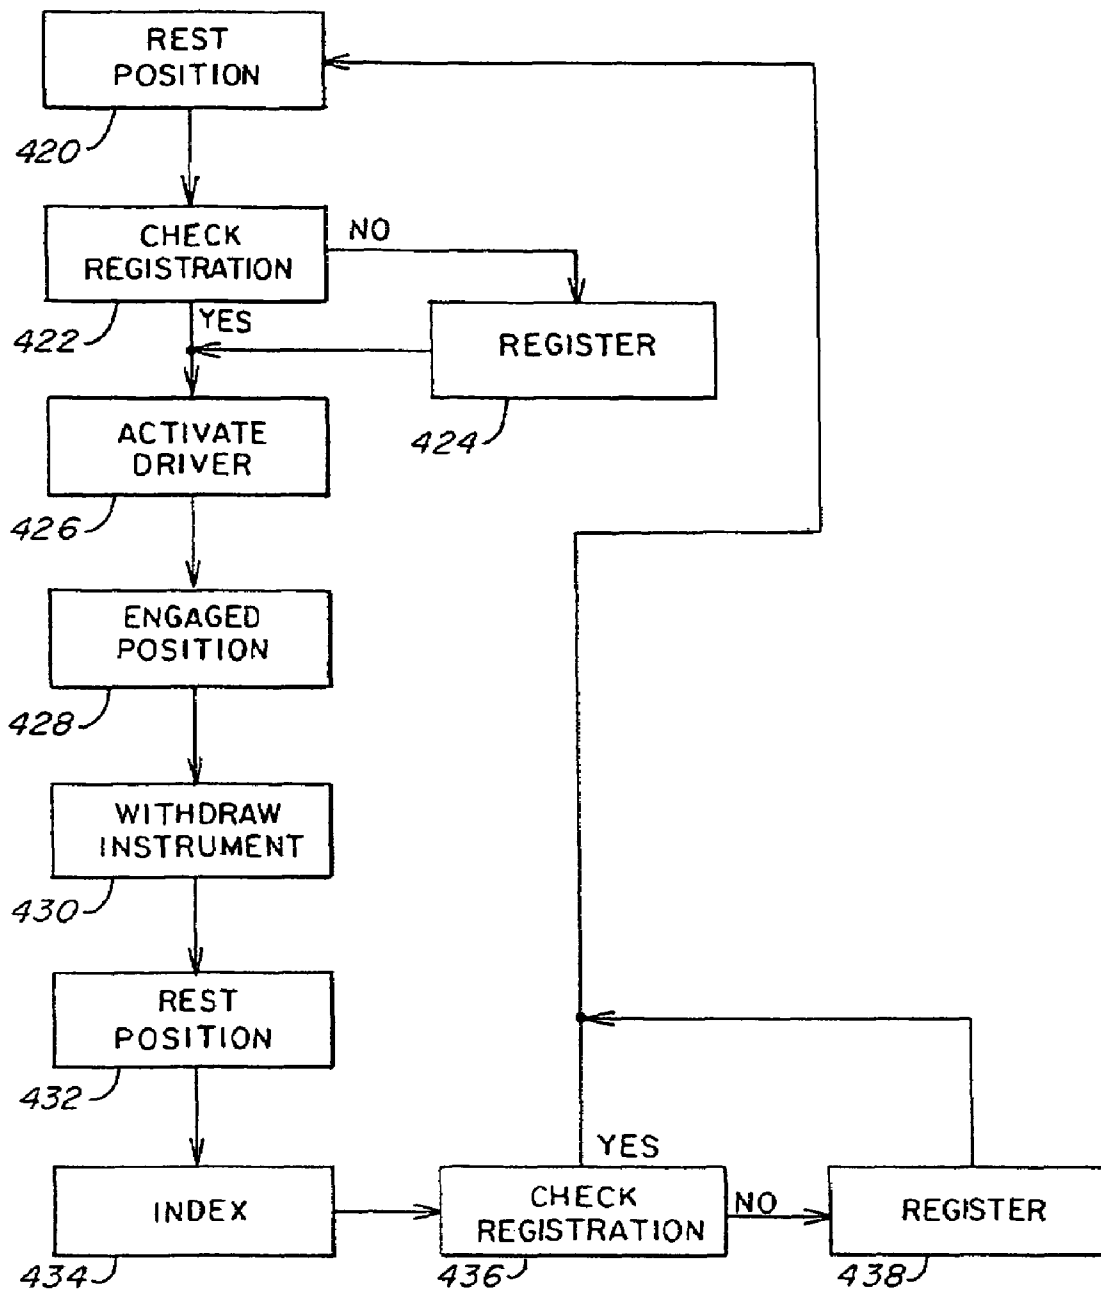 REST
POSITION
420
CHECK
REGISTRATION
NO
422
YES
REGISTER
424
ACTIVATE
DRIVER
426
ENGAGED
POSITION
428
WITHDRAW
INSTRUMENT
430
REST
POSITION
432
INDEX
434
YES
CHECK
REGISTRATION
436
NO
REGISTER
438